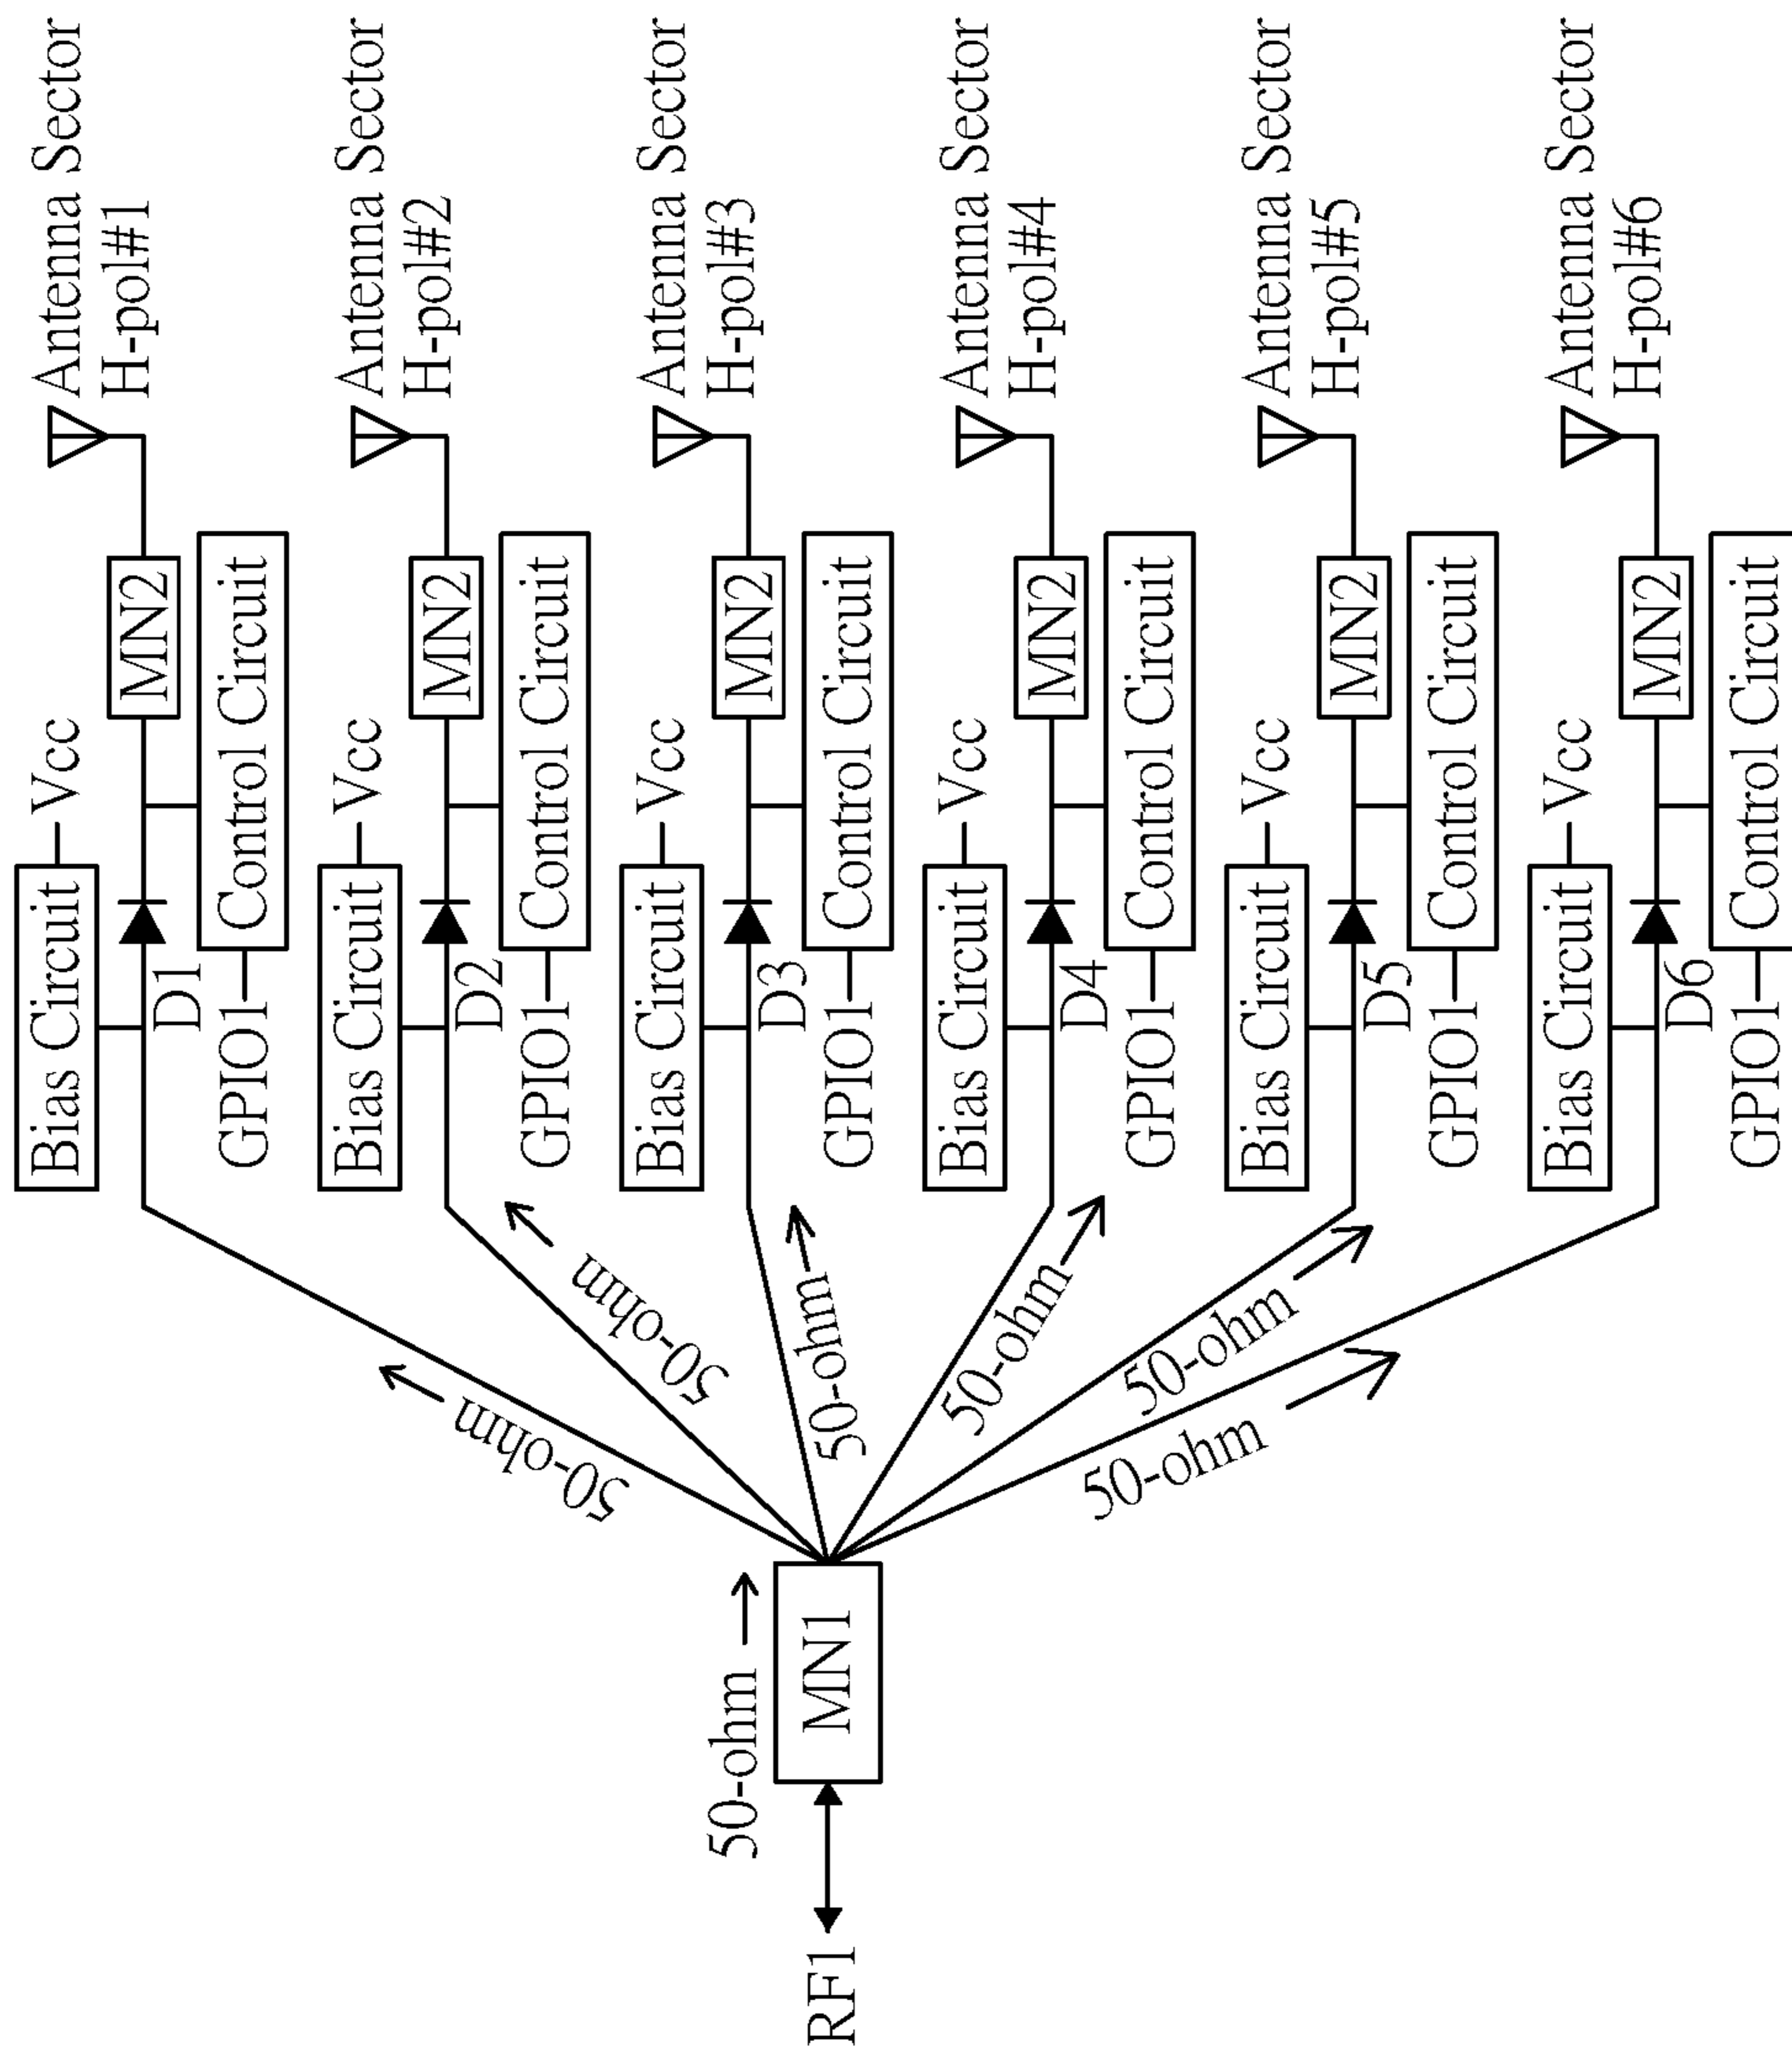 RF1
50-ohm
MN1
50-ohm
50-ohm
50-ohm
50-ohm
50-ohm
50-ohm
Bias Circuit
Vcc
D1
GPIO1
Control Circuit
MN2
Antenna Sector
H-pol#1
Bias Circuit
Vcc
D2
GPIO1
Control Circuit
MN2
Antenna Sector
H-pol#2
Bias Circuit
Vcc
D3
GPIO1
Control Circuit
MN2
Antenna Sector
H-pol#3
Bias Circuit
Vcc
D4
GPIO1
Control Circuit
MN2
Antenna Sector
H-pol#4
Bias Circuit
Vcc
D5
GPIO1
Control Circuit
MN2
Antenna Sector
H-pol#5
Bias Circuit
Vcc
D6
GPIO1
Control Circuit
MN2
Antenna Sector
H-pol#6